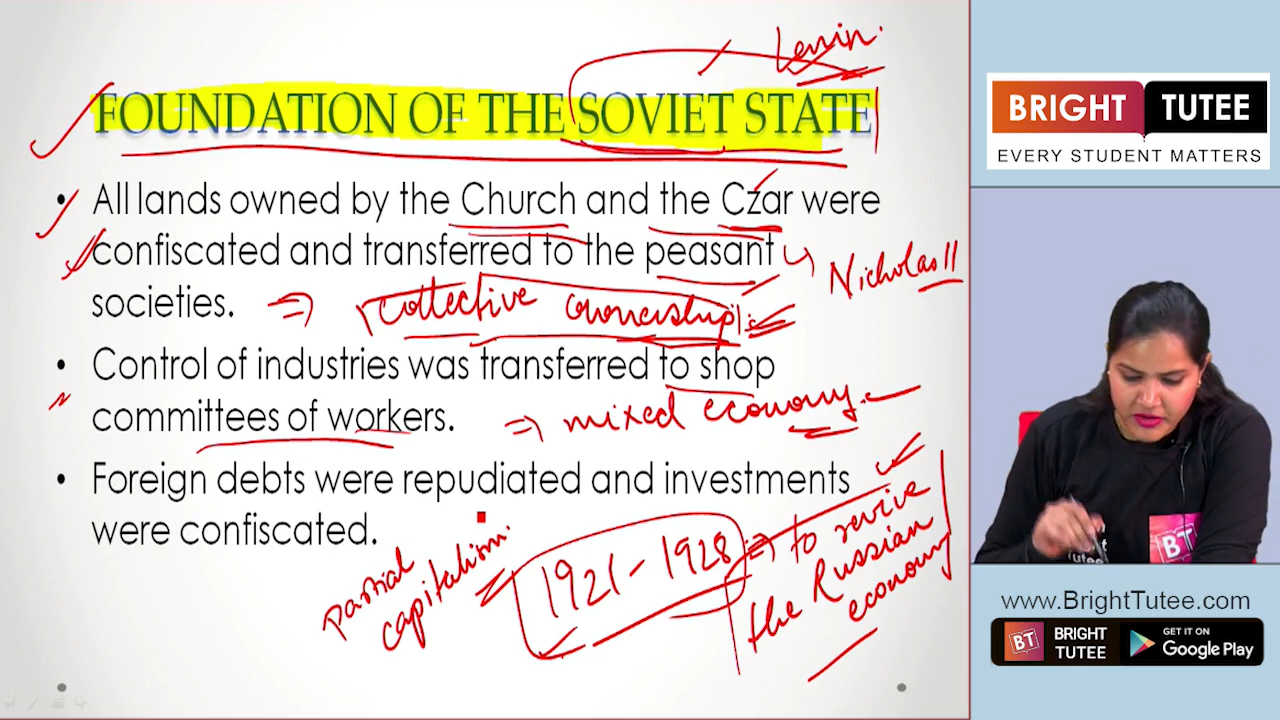 Lenin.
FOUNDATION OF THE SOVIET STATE
• All lands owned by the Church and the Czar were
confiscated and transferred to the peasant
societies. ⇒ collective ownership
Nicholas II
• Control of industries was transferred to shop
committees of workers. ⇒ mixed economy.
• Foreign debts were repudiated and investments
were confiscated.
partial
capitalism.
1921-1928 ⇒ to revive
the Russian
economy
BRIGHT TUTEE
EVERY STUDENT MATTERS
Tutee
BT
www.BrightTutee.com
BT BRIGHT
TUTEE
GET IT ON
Google Play